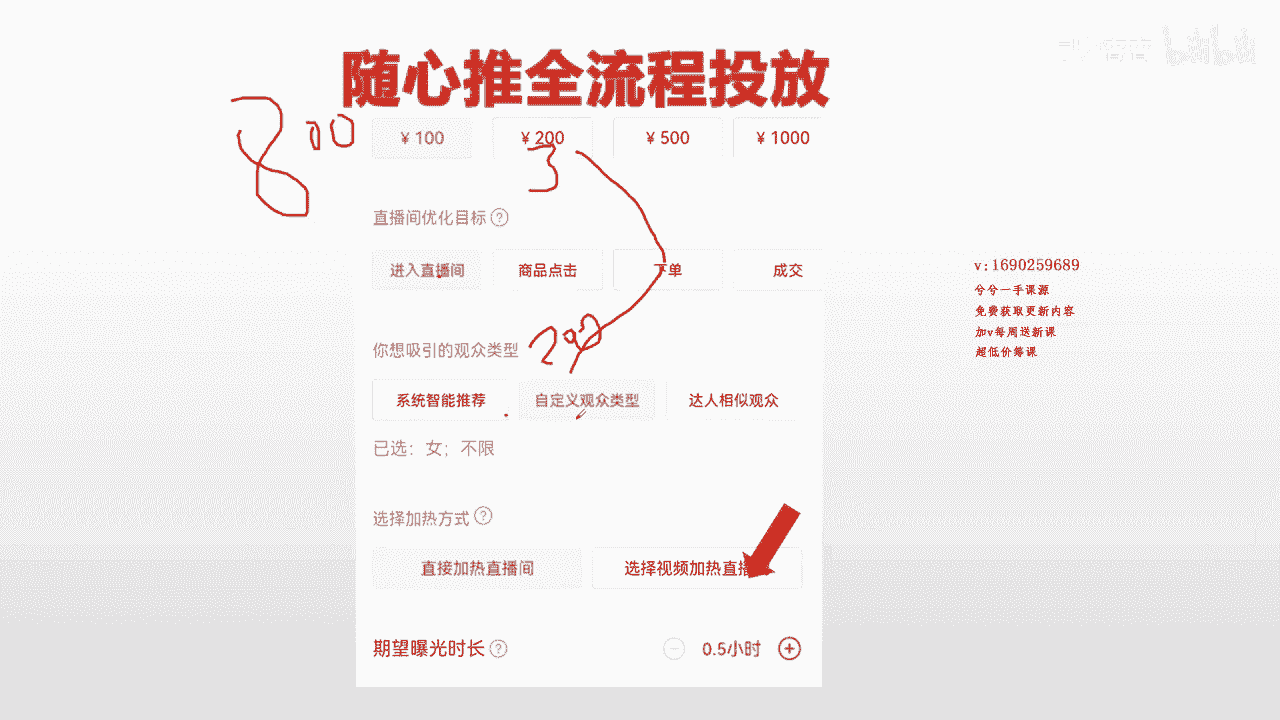 随心推全流程投放
bilibili
800
¥ 100 ¥ 200 ¥ 500 ¥ 1000
3
直播间优化目标 ?
进入直播间 商品点击 下单 成交
200
你想吸引的观众类型
系统智能推荐 自定义观众类型 达人相似观众
已选：女；不限
选择加热方式 ?
直接加热直播间 选择视频加热直播
期望曝光时长 ?
0.5小时
v:1690259689
兮兮一手课源
免费获取更新内容
加v每周送新课
超低价筹课